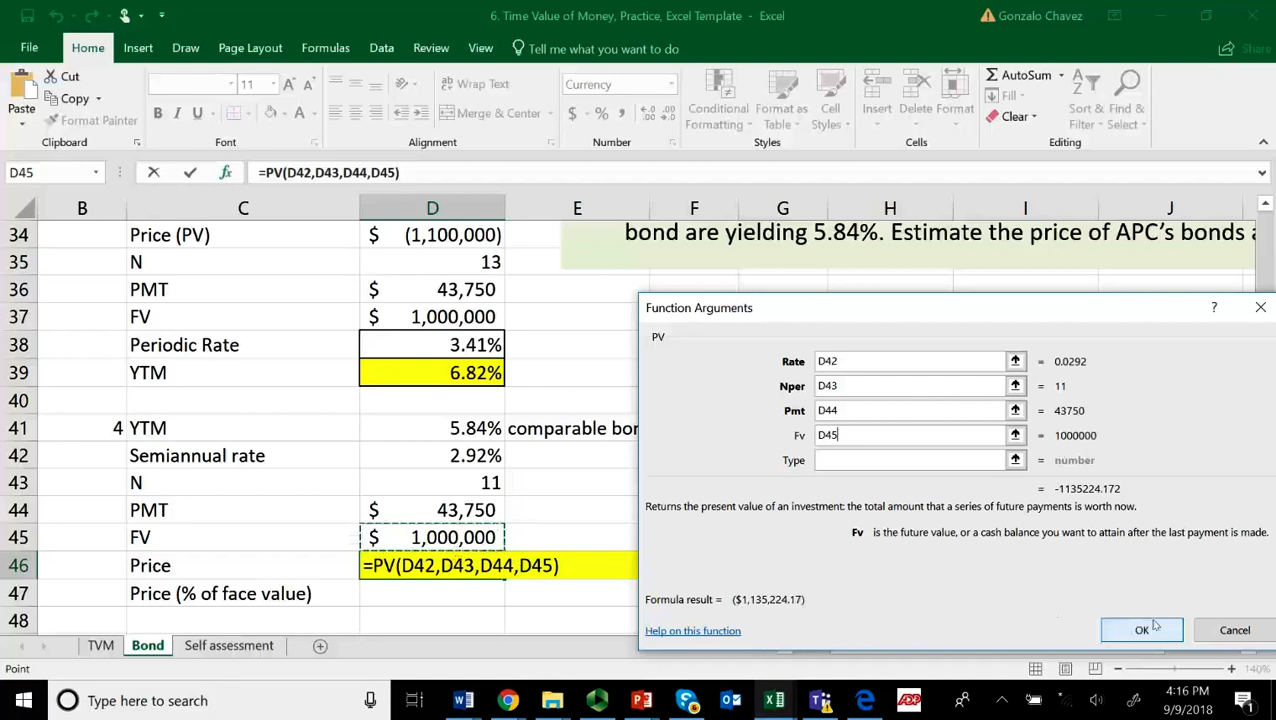 6. Time Value of Money, Practice, Excel Template - Excel
Gonzalo Chavez
File Home Insert Draw Page Layout Formulas Data Review View Tell me what you want to do Share
Cut
Copy
Format Painter
Paste
Clipboard
11 A A
B I U
Font
Wrap Text
Merge & Center
Alignment
Currency
$ % ,
Number
Conditional Formatting
Format as Table
Cell Styles
Styles
Insert Delete Format
Cells
AutoSum
Fill
Clear
Sort & Filter
Find & Select
Editing
D45 fx =PV(D42,D43,D44,D45)
B C D E F G H I J
34 Price (PV) $ (1,100,000)
bond are yielding 5.84%. Estimate the price of APC’s bonds a
35 N 13
36 PMT $ 43,750
37 FV $ 1,000,000
38 Periodic Rate 3.41%
39 YTM 6.82%
40
41 4 YTM 5.84% comparable bo
42 Semiannual rate 2.92%
43 N 11
44 PMT $ 43,750
45 FV $ 1,000,000
46 Price =PV(D42,D43,D44,D45)
47 Price (% of face value)
48
Function Arguments ?
PV
Rate D42 = 0.0292
Nper D43 = 11
Pmt D44 = 43750
Fv D45 = 1000000
Type = number
= -1135224.172
Returns the present value of an investment: the total amount that a series of future payments is worth now.
Fv is the future value, or a cash balance you want to attain after the last payment is made.
Formula result = ($1,135,224.17)
Help on this function OK Cancel
TVM Bond Self assessment
Point 140%
Type here to search
ADP
4:16 PM
9/9/2018